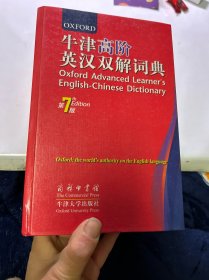 OXFORD
牛津高阶
英汉双解词典
Oxford Advanced Learner's
English-Chinese Dictionary
第7版 Edition
Oxford, the world's authority on the English Language
商务印书馆
The Commercial Press
牛津大学出版社
Oxford University Press